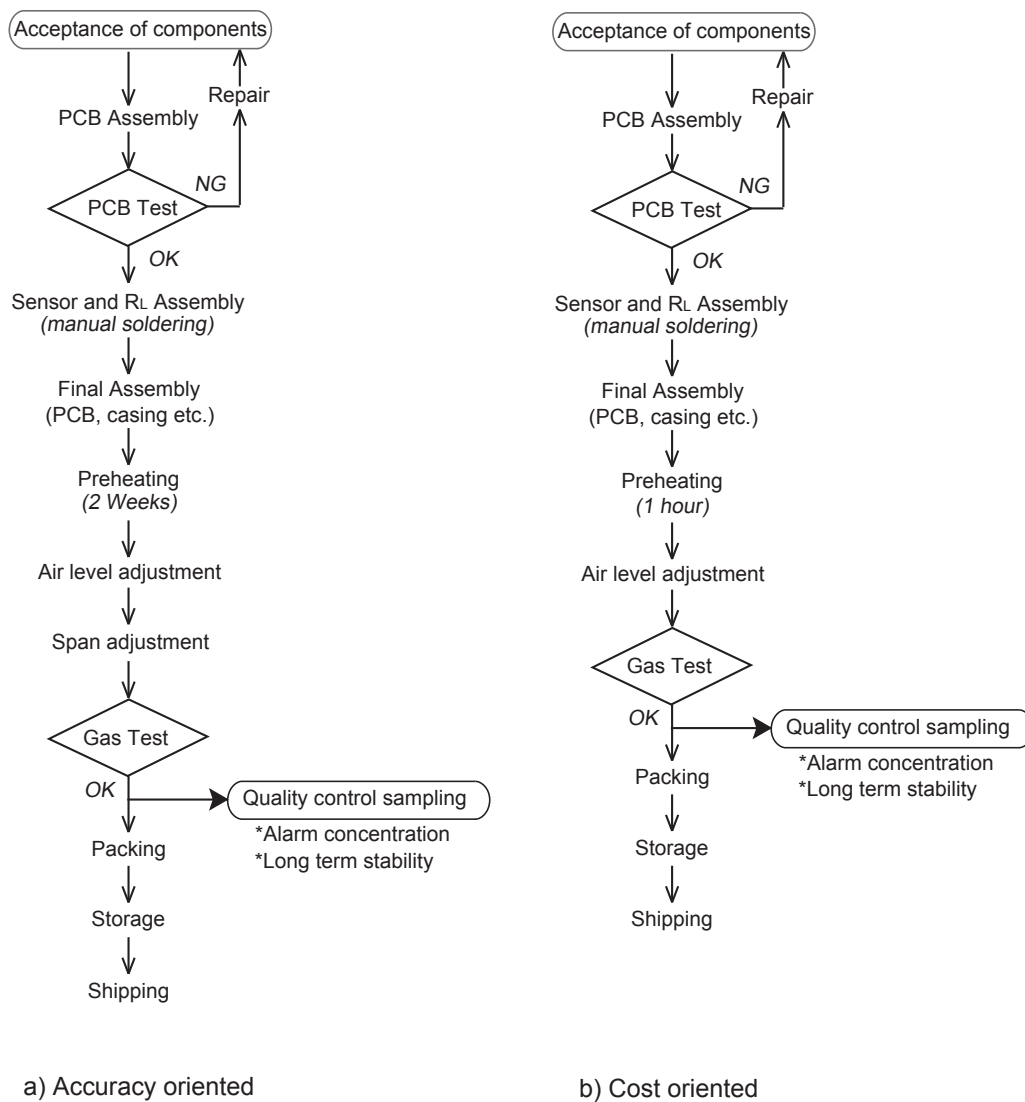 Acceptance of components
Repair
PCB Assembly
NG
PCB Test
OK
Sensor and RL Assembly
(manual soldering)
Final Assembly
(PCB, casing etc.)
Preheating
(2 Weeks)
Air level adjustment
Span adjustment
Gas Test
OK
Quality control sampling
*Alarm concentration
*Long term stability
Packing
Storage
Shipping
a) Accuracy oriented
Acceptance of components
Repair
PCB Assembly
NG
PCB Test
OK
Sensor and RL Assembly
(manual soldering)
Final Assembly
(PCB, casing etc.)
Preheating
(1 hour)
Air level adjustment
Gas Test
OK
Quality control sampling
*Alarm concentration
*Long term stability
Packing
Storage
Shipping
b) Cost oriented